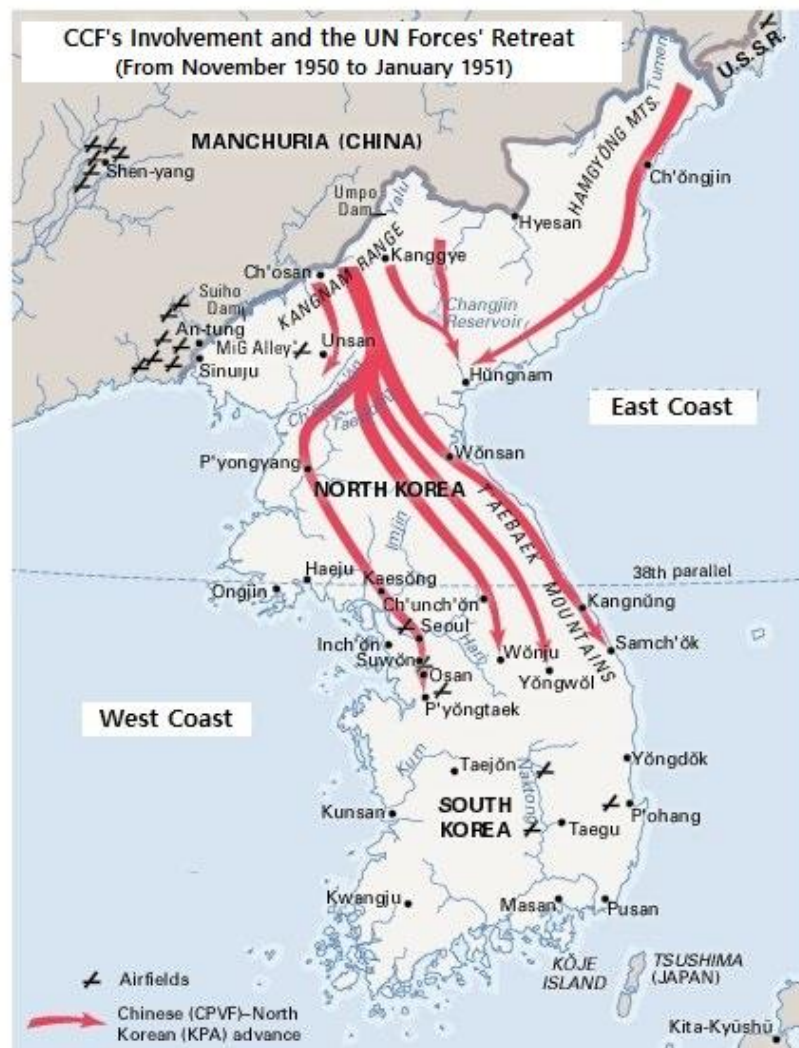 CCF's Involvement and the UN Forces' Retreat
(From November 1950 to January 1951)
U.S.S.R.
Tumen
MANCHURIA (CHINA)
HAMGYŎNG MTS.
Shen-yang
Ch'ŏngjin
Umpo
Dam
Yalu
Hyesan
Kanggye
Ch'osan
KANGNAM RANGE
Suiho
Dam
Changjin
Reservoir
An-tung
MiG Alley
Unsan
Sinuiju
Hŭngnam
East Coast
Ch'ŏngch'ŏn
Taedong
P'yongyang
Wŏnsan
NORTH KOREA
T'AEBAEK MOUNTAINS
Imjin
38th parallel
Haeju
Kaesŏng
Ongjin
Ch'unch'ŏn
Kangnŭng
Seoul
Inch'ŏn
Han
Samch'ŏk
Suwŏn
Wŏnju
Osan
Yŏngwŏl
P'yŏngtaek
West Coast
Kum
Taejŏn
Naktong
Yŏngdŏk
Kunsan
SOUTH
KOREA
P'ohang
Taegu
Kwangju
Masan
Pusan
KŎJE
ISLAND
TSUSHIMA
(JAPAN)
Airfields
Chinese (CPVF)–North
Korean (KPA) advance
Kita-Kyūshū